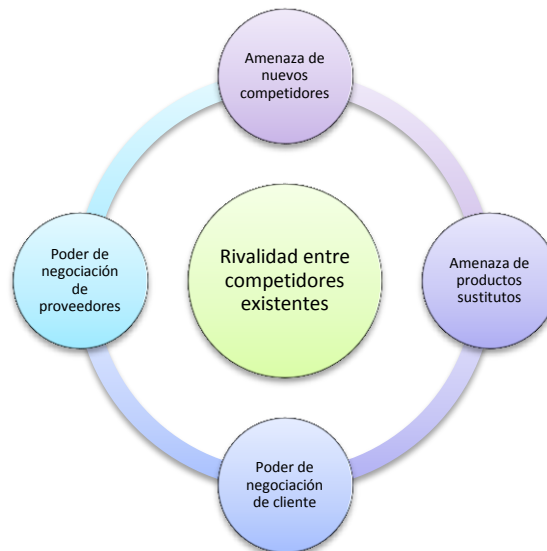 Amenaza de
nuevos
competidores
Poder de
negociación
de
proveedores
Rivalidad entre
competidores
existentes
Amenaza de
productos
sustitutos
Poder de
negociación
de cliente